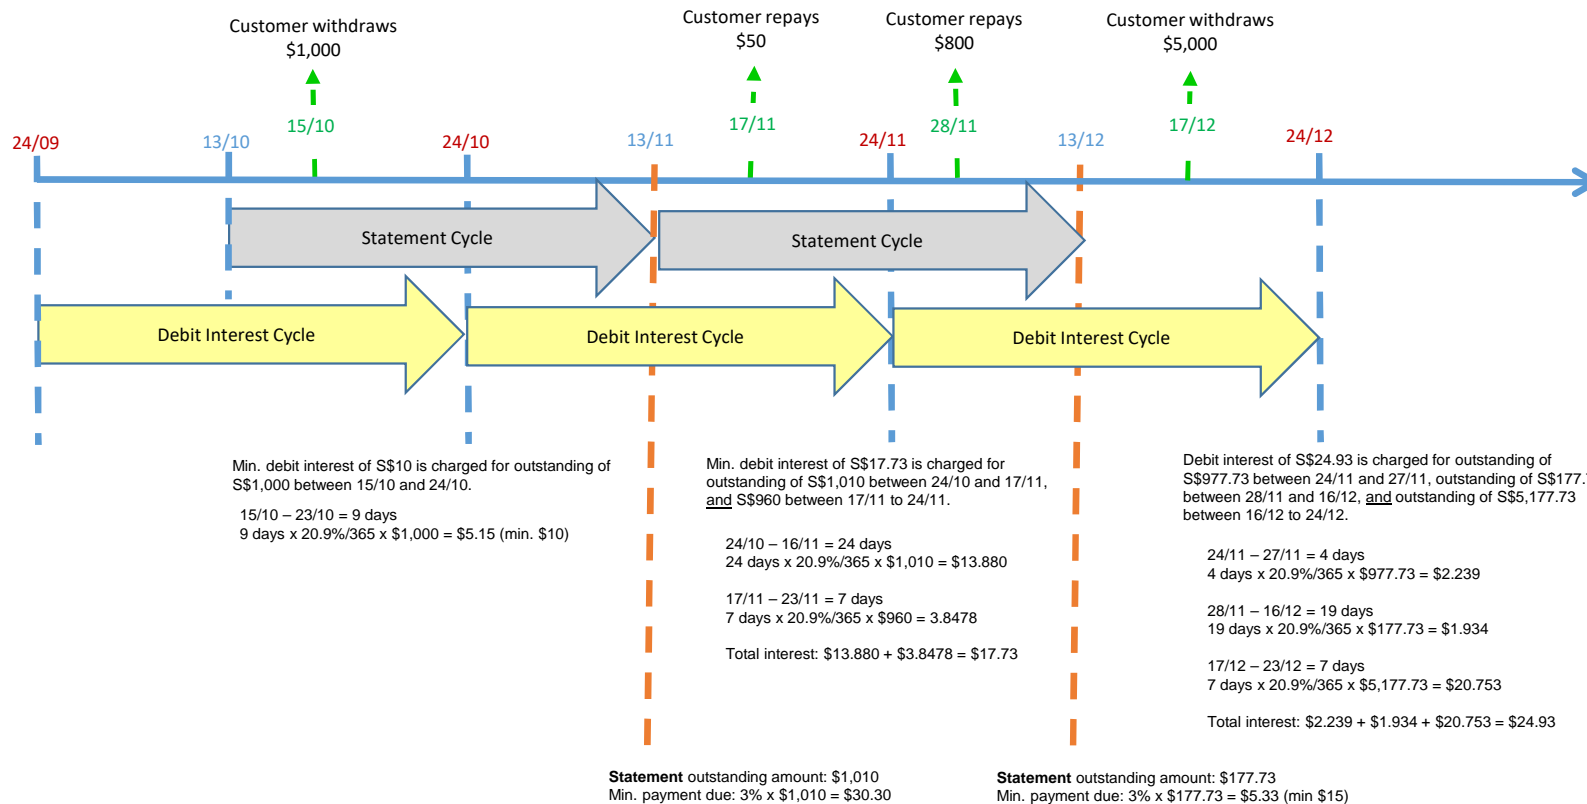 Customer withdraws
$1,000
Customer repays
$50
Customer repays
$800
Customer withdraws
$5,000
24/09
13/10
15/10
24/10
13/11
17/11
24/11
28/11
13/12
17/12
24/12
Statement Cycle
Statement Cycle
Debit Interest Cycle
Debit Interest Cycle
Debit Interest Cycle
Min. debit interest of S$10 is charged for outstanding of
S$1,000 between 15/10 and 24/10.
15/10 – 23/10 = 9 days
9 days x 20.9%/365 x $1,000 = $5.15 (min. $10)
Min. debit interest of S$17.73 is charged for
outstanding of S$1,010 between 24/10 and 17/11,
and S$960 between 17/11 to 24/11.
24/10 – 16/11 = 24 days
24 days x 20.9%/365 x $1,010 = $13.880
17/11 – 23/11 = 7 days
7 days x 20.9%/365 x $960 = 3.8478
Total interest: $13.880 + $3.8478 = $17.73
Debit interest of S$24.93 is charged for outstanding of
S$977.73 between 24/11 and 27/11, outstanding of S$177.7
between 28/11 and 16/12, and outstanding of S$5,177.73
between 16/12 to 24/12.
24/11 – 27/11 = 4 days
4 days x 20.9%/365 x $977.73 = $2.239
28/11 – 16/12 = 19 days
19 days x 20.9%/365 x $177.73 = $1.934
17/12 – 23/12 = 7 days
7 days x 20.9%/365 x $5,177.73 = $20.753
Total interest: $2.239 + $1.934 + $20.753 = $24.93
Statement outstanding amount: $1,010
Min. payment due: 3% x $1,010 = $30.30
Statement outstanding amount: $177.73
Min. payment due: 3% x $177.73 = $5.33 (min $15)